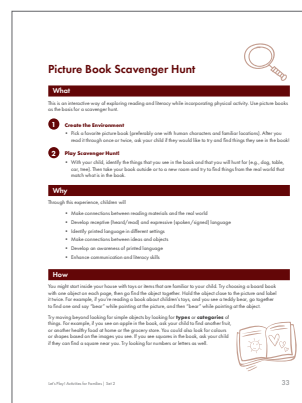 Picture Book Scavenger Hunt
What
This is an interactive way of exploring reading and literacy while incorporating physical activity. Use picture books
as the basis for a scavenger hunt.
1 Create the Environment
• Pick a favorite picture book (preferably one with human characters and familiar locations). After you
read it through once or twice, ask your child if they would like to try and find things they see in the book!
2 Play Scavenger Hunt!
• With your child, identify the things that you see in the book and that you will hunt for (e.g., dog, table,
car, tree). Then take your book outside or to a new room and try to find things from the real world that
match what is in the book.
Why
Through this experience, children will
• Make connections between reading materials and the real world
• Develop receptive (heard/read) and expressive (spoken/signed) language
• Identify printed language in different settings
• Make connections between ideas and objects
• Develop an awareness of printed language
• Enhance communication and literacy skills
How
You might start inside your house with toys or items that are familiar to your child. Try choosing a board book
with one object on each page, then go find the object together. Hold the object close to the picture and label
it twice. For example, if you're reading a book about children's toys, and you see a teddy bear, go together
to find one and say "bear" while pointing at the picture, and then "bear" while pointing at the object.
Try moving beyond looking for simple objects by looking for types or categories of
things. For example, if you see an apple in the book, ask your child to find another fruit,
or another healthy food at home or the grocery store. You could also look for colours
or shapes based on the images you see. If you see squares in the book, ask your child
if they can find a square near you. Try looking for numbers or letters as well.
Let's Play! Activities for Families | Set 2
33